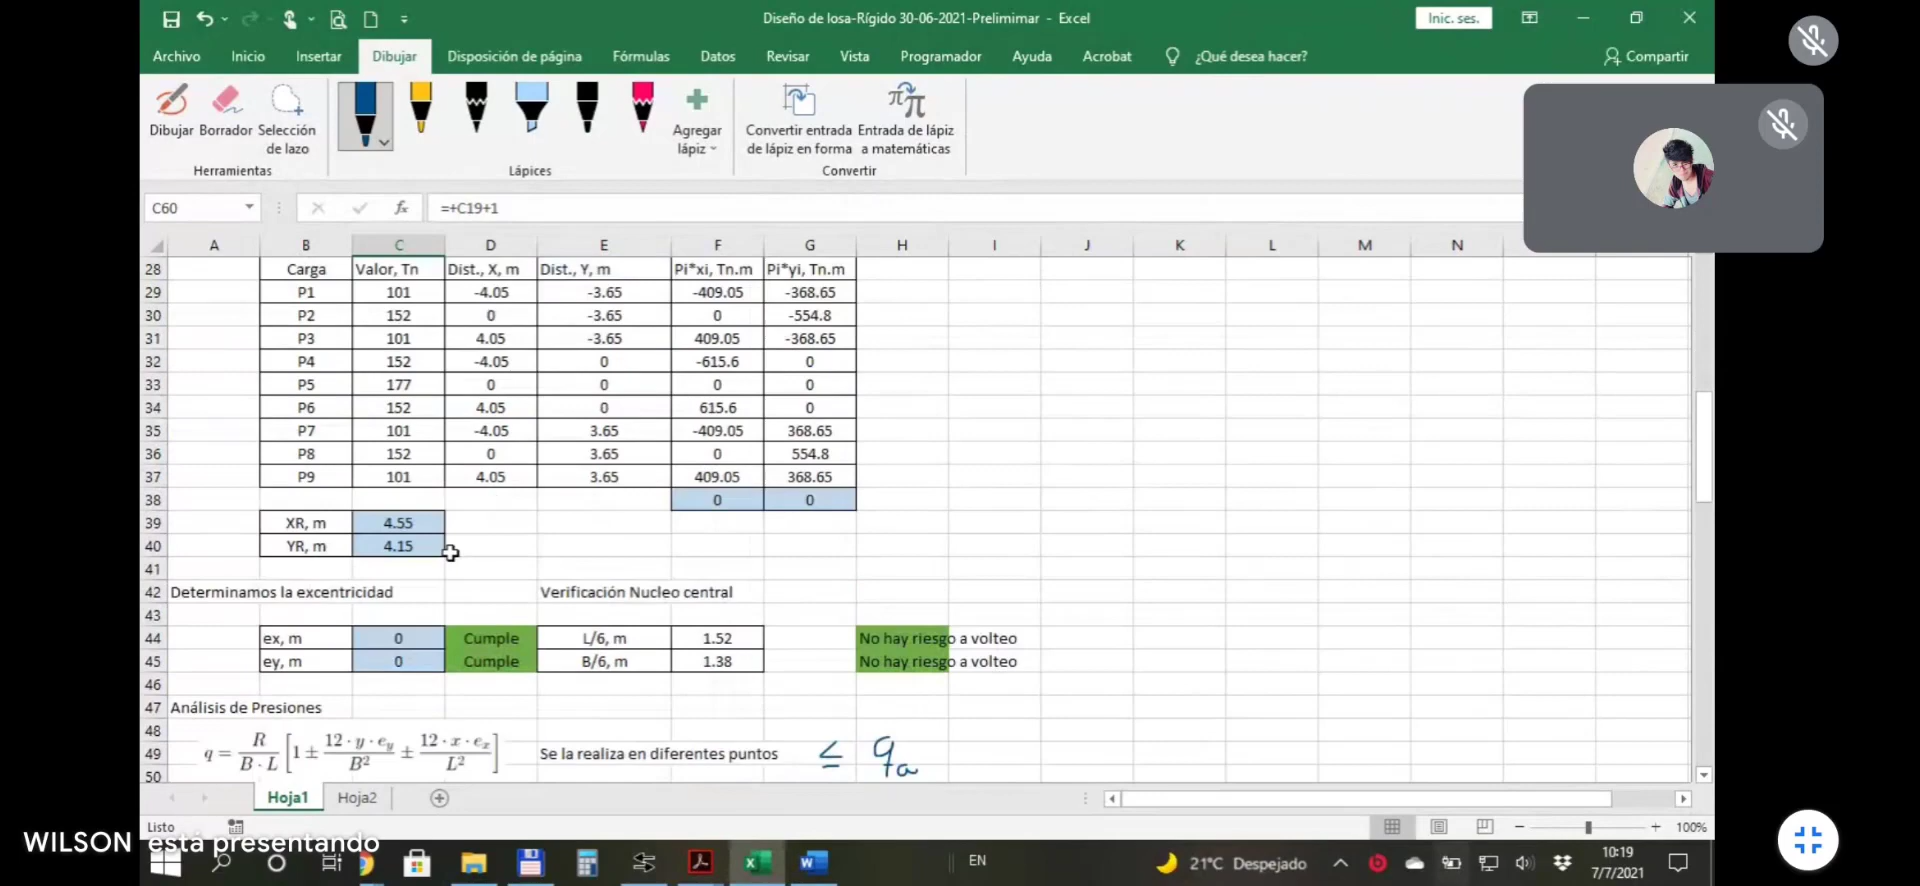 Diseño de losa-Rígido 30-06-2021-Prelimimar - Excel
Inic. ses.
Archivo Inicio Insertar Dibujar Disposición de página Fórmulas Datos Revisar Vista Programador Ayuda Acrobat ¿Qué desea hacer? Compartir
Dibujar Borrador Selección de lazo
Agregar lápiz
Convertir entrada de lápiz en forma
Entrada de lápiz a matemáticas
Herramientas Lápices Convertir
C60 fx =+C19+1
A B C D E F G H I J K L M N
28 Carga Valor, Tn Dist., X, m Dist., Y, m Pi*xi, Tn.m Pi*yi, Tn.m
29 P1 101 -4.05 -3.65 -409.05 -368.65
30 P2 152 0 -3.65 0 -554.8
31 P3 101 4.05 -3.65 409.05 -368.65
32 P4 152 -4.05 0 -615.6 0
33 P5 177 0 0 0 0
34 P6 152 4.05 0 615.6 0
35 P7 101 -4.05 3.65 -409.05 368.65
36 P8 152 0 3.65 0 554.8
37 P9 101 4.05 3.65 409.05 368.65
38 0 0
39 XR, m 4.55
40 YR, m 4.15
41
42 Determinamos la excentricidad Verificación Nucleo central
43
44 ex, m 0 Cumple L/6, m 1.52 No hay riesgo a volteo
45 ey, m 0 Cumple B/6, m 1.38 No hay riesgo a volteo
46
47 Análisis de Presiones
48
49 q = R / B · L [1 ± 12 · y · e_y / B² ± 12 · x · e_x / L²] Se la realiza en diferentes puntos ≤ qa
50
Hoja1 Hoja2
Listo 100%
WILSON está presentando
EN
21°C Despejado
10:19
7/7/2021